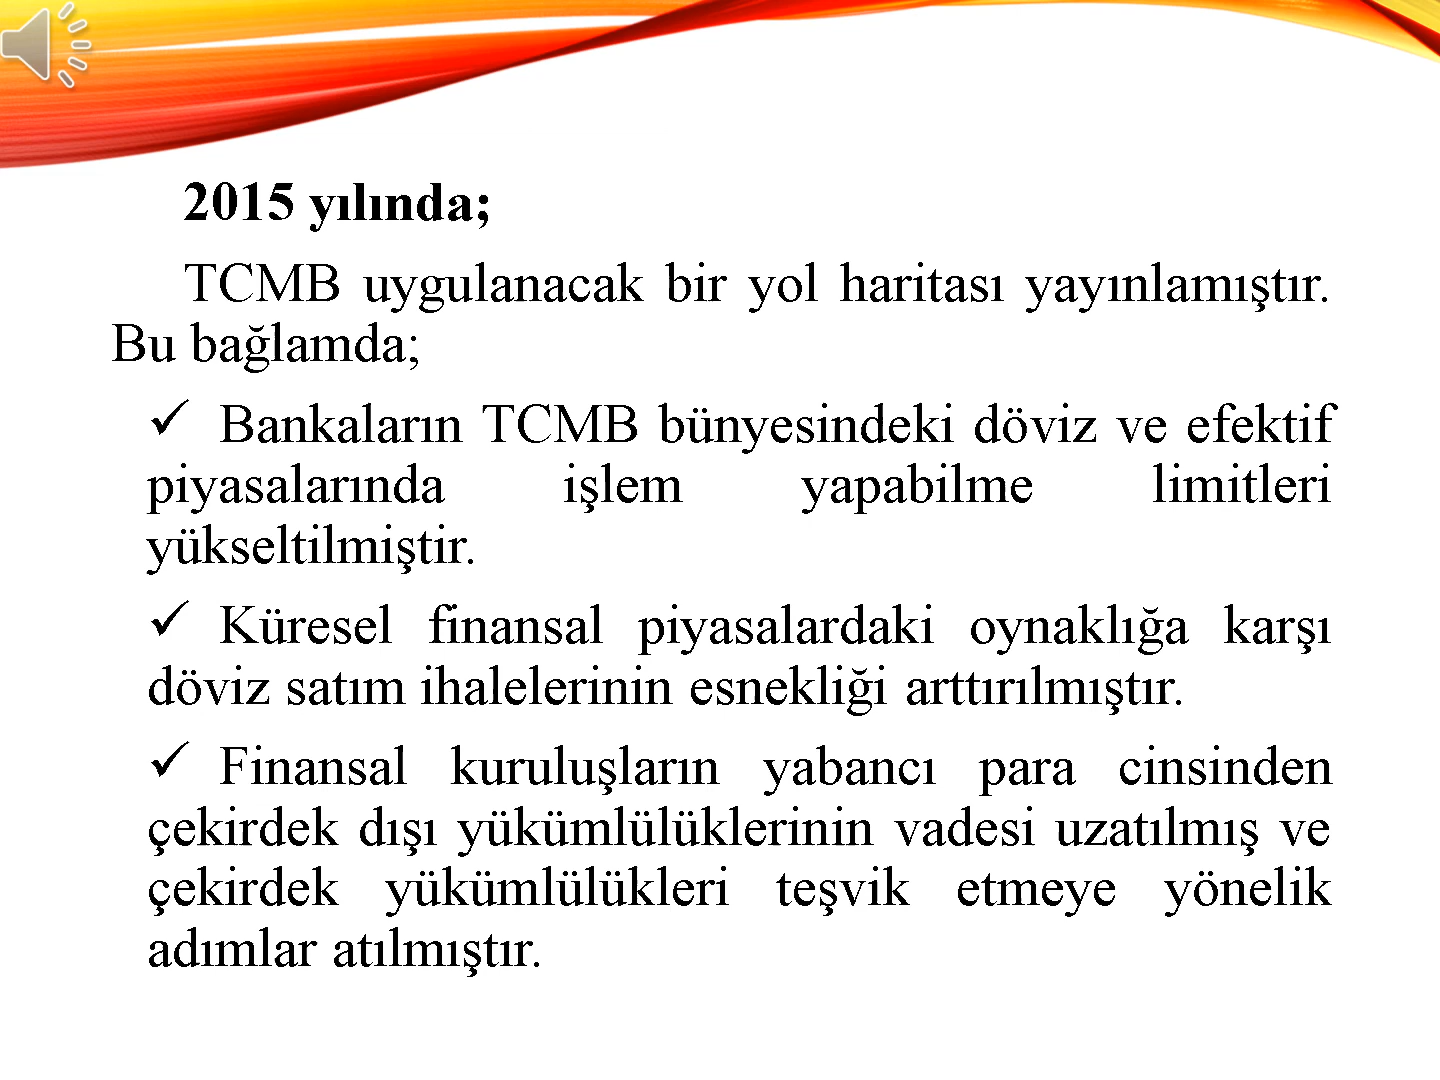 2015 yılında;
TCMB uygulanacak bir yol haritası yayınlamıştır.
Bu bağlamda;
✓ Bankaların TCMB bünyesindeki döviz ve efektif
piyasalarında işlem yapabilme limitleri
yükseltilmiştir.
✓ Küresel finansal piyasalardaki oynaklığa karşı
döviz satım ihalelerinin esnekliği arttırılmıştır.
✓ Finansal kuruluşların yabancı para cinsinden
çekirdek dışı yükümlülüklerinin vadesi uzatılmış ve
çekirdek yükümlülükleri teşvik etmeye yönelik
adımlar atılmıştır.